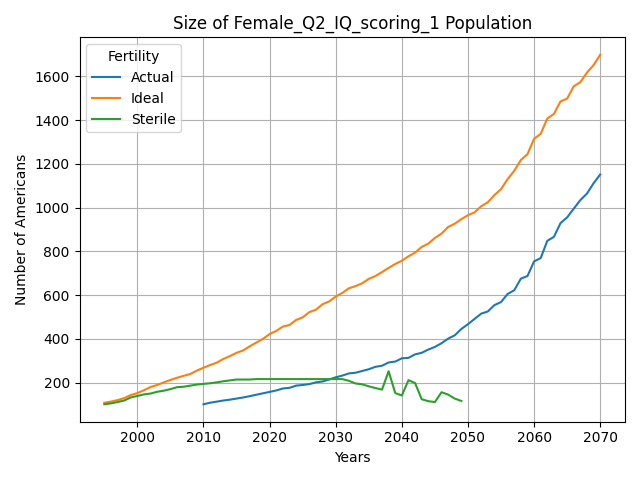 Size of Female_Q2_IQ_scoring_1 Population
Fertility
Actual
Ideal
Sterile
Number of Americans
1600
1400
1200
1000
800
600
400
200
2000 2010 2020 2030 2040 2050 2060 2070
Years